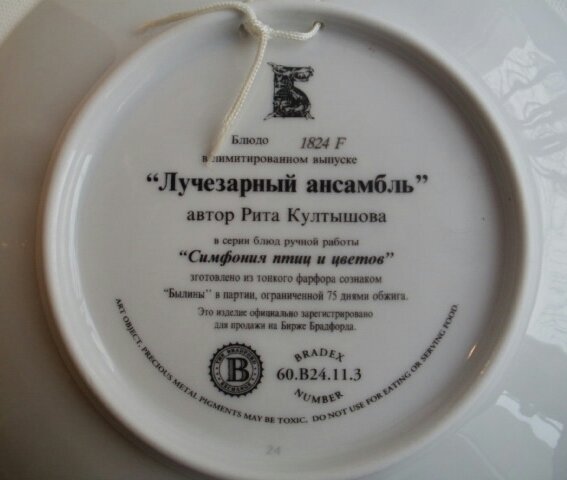 Блюдо 1824 F
в лимитированном выпуске
“Лучезарный ансамбль”
автор Рита Култышова
в серии блюд ручной работы
“Симфония птиц и цветов”
зготовлено из тонкого фарфора сознаком
“Былины” в партии, ограниченной 75 днями обжига.
Это изделие официально зарегистрировано
для продажи на Бирже Брадфорда.
THE BRADFORD EXCHANGE
B
BRADEX
60.B24.11.3
NUMBER
ART OBJECT. PRECIOUS METAL PIGMENTS MAY BE TOXIC. DO NOT USE FOR EATING OR SERVING FOOD.
24